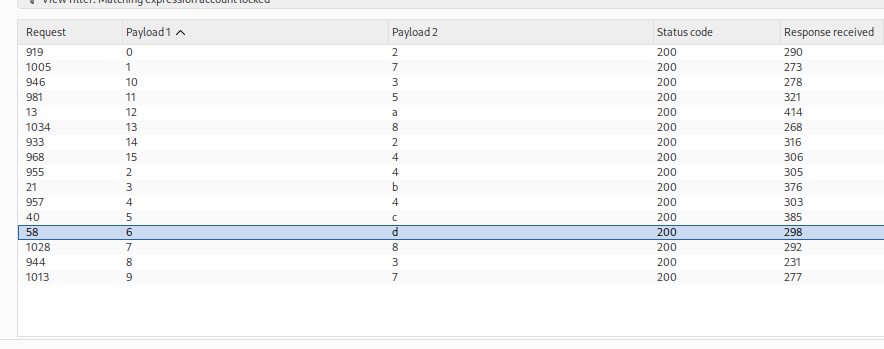 View filter: Matching expression account locked
Request Payload 1 Payload 2 Status code Response received
919 0 2 200 290
1005 1 7 200 273
946 10 3 200 278
981 11 5 200 321
13 12 a 200 414
1034 13 8 200 268
933 14 2 200 316
968 15 4 200 306
955 2 4 200 305
21 3 b 200 376
957 4 4 200 303
40 5 c 200 385
58 6 d 200 298
1028 7 8 200 292
944 8 3 200 231
1013 9 7 200 277